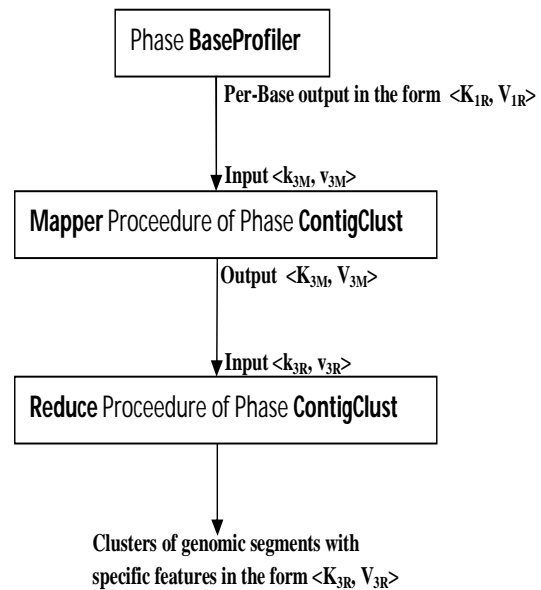 Phase BaseProfiler
Per-Base output in the form <K1R, V1R>
Input <k3M, v3M>
Mapper Proceedure of Phase ContigClust
Output <K3M, V3M>
Input <k3R, v3R>
Reduce Proceedure of Phase ContigClust
Clusters of genomic segments with
specific features in the form <K3R, V3R>